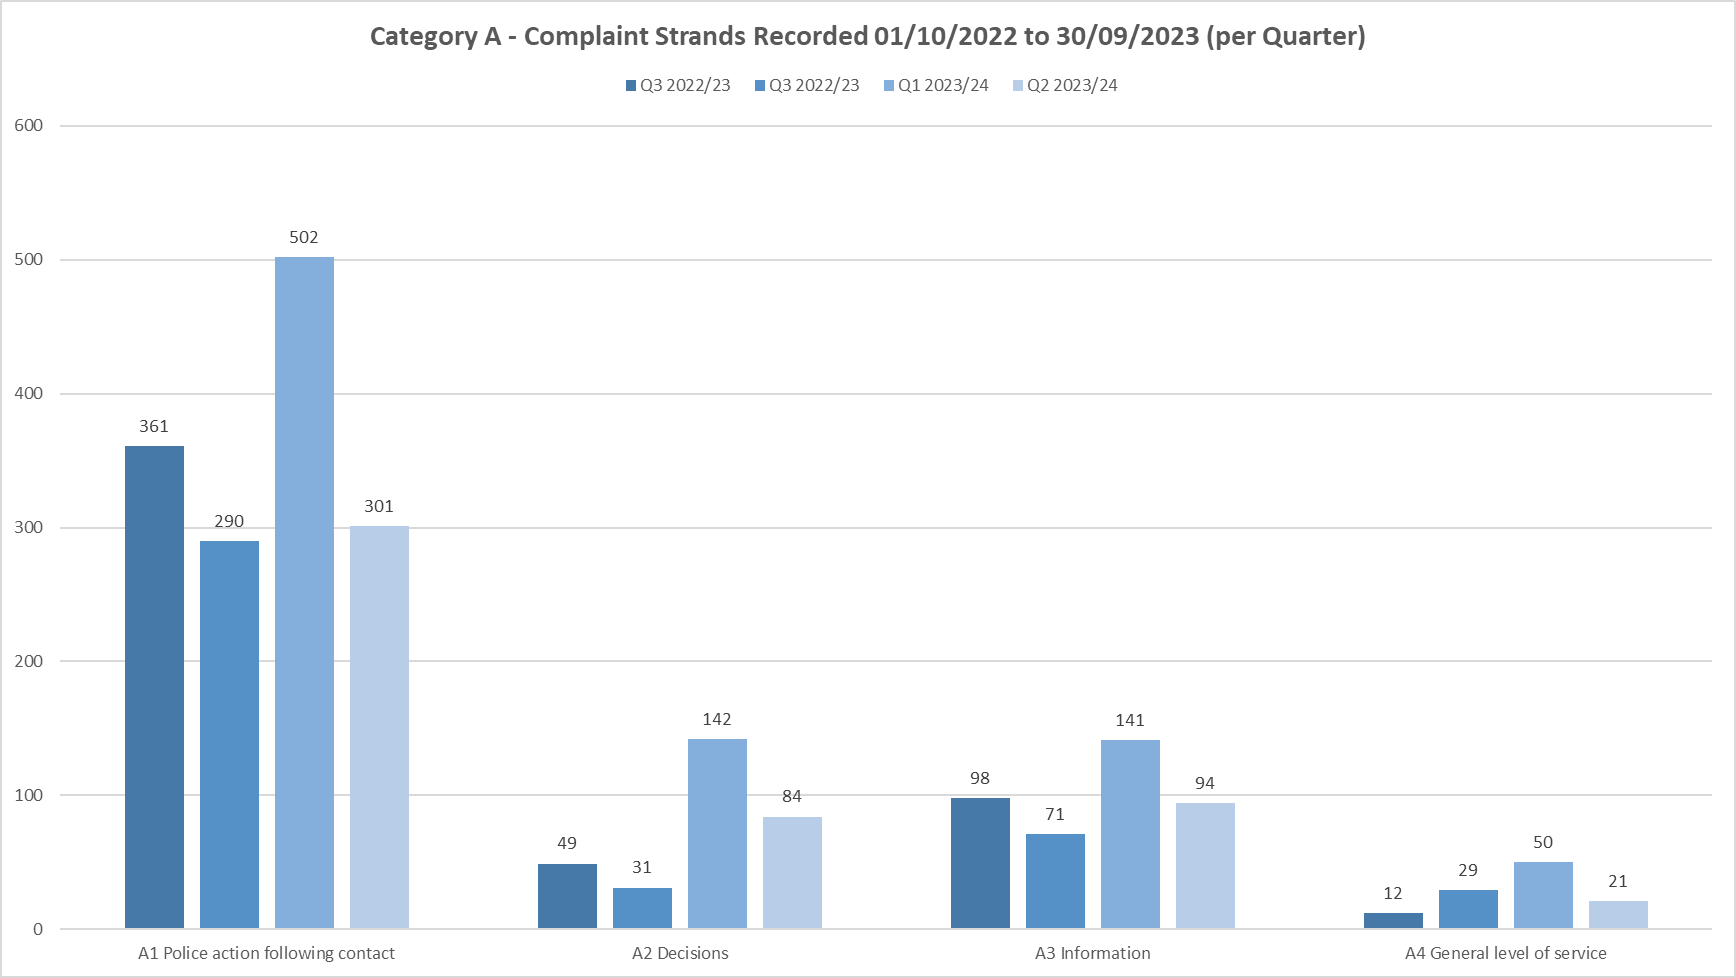 Category A - Complaint Strands Recorded 01/10/2022 to 30/09/2023 (per Quarter)
Q3 2022/23 Q3 2022/23 Q1 2023/24 Q2 2023/24
600
500
400
300
200
100
0
361 290 502 301
49 31 142 84
98 71 141 94
12 29 50 21
A1 Police action following contact A2 Decisions A3 Information A4 General level of service